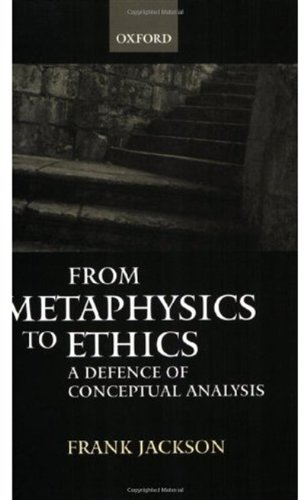 OXFORD
FROM
METAPHYSICS
TO ETHICS
A DEFENCE OF
CONCEPTUAL ANALYSIS
FRANK JACKSON